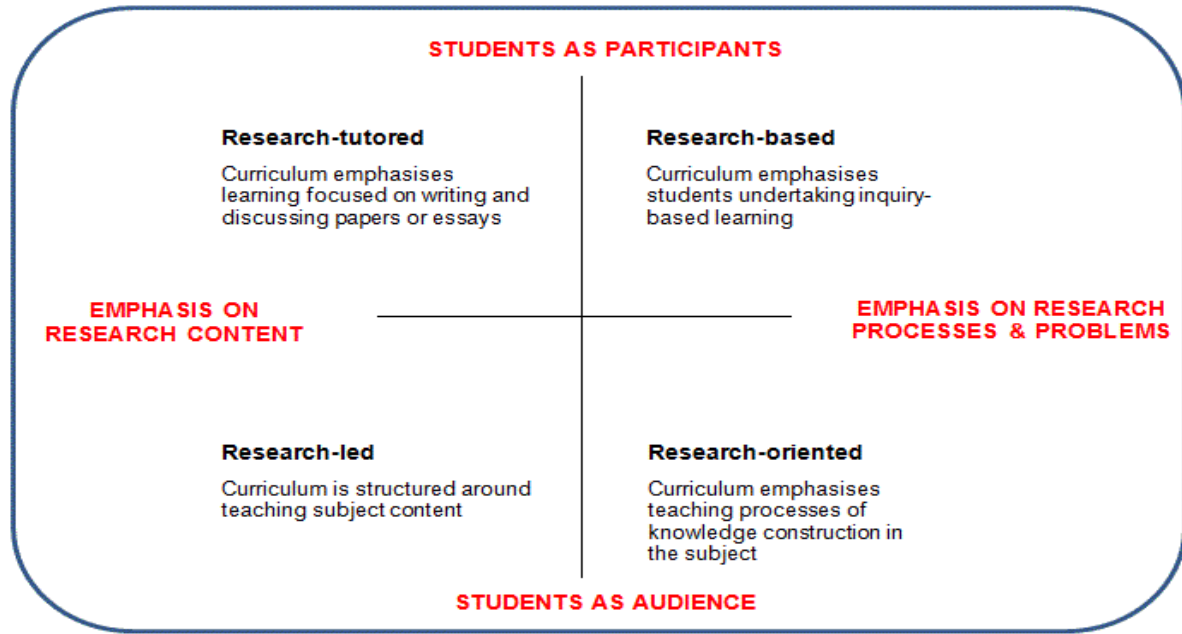 STUDENTS AS PARTICIPANTS
Research-tutored
Curriculum emphasises
learning focused on writing and
discussing papers or essays
Research-based
Curriculum emphasises
students undertaking inquiry-
based learning
EMPHASIS ON
RESEARCH CONTENT
EMPHASIS ON RESEARCH
PROCESSES & PROBLEMS
Research-led
Curriculum is structured around
teaching subject content
Research-oriented
Curriculum emphasises
teaching processes of
knowledge construction in
the subject
STUDENTS AS AUDIENCE